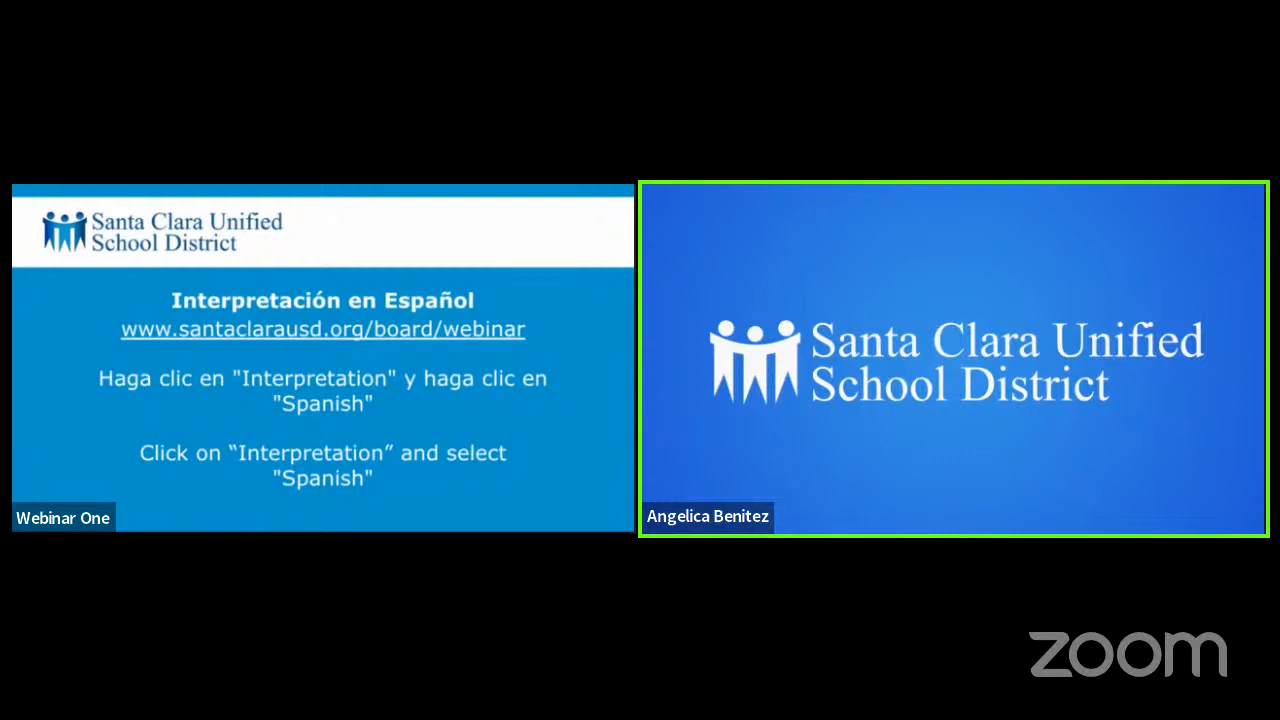 Santa Clara Unified
School District
Interpretación en Español
www.santaclarausd.org/board/webinar
Haga clic en "Interpretation" y haga clic en
"Spanish"
Click on “Interpretation” and select
"Spanish"
Webinar One
Santa Clara Unified
School District
Angelica Benitez
zoom